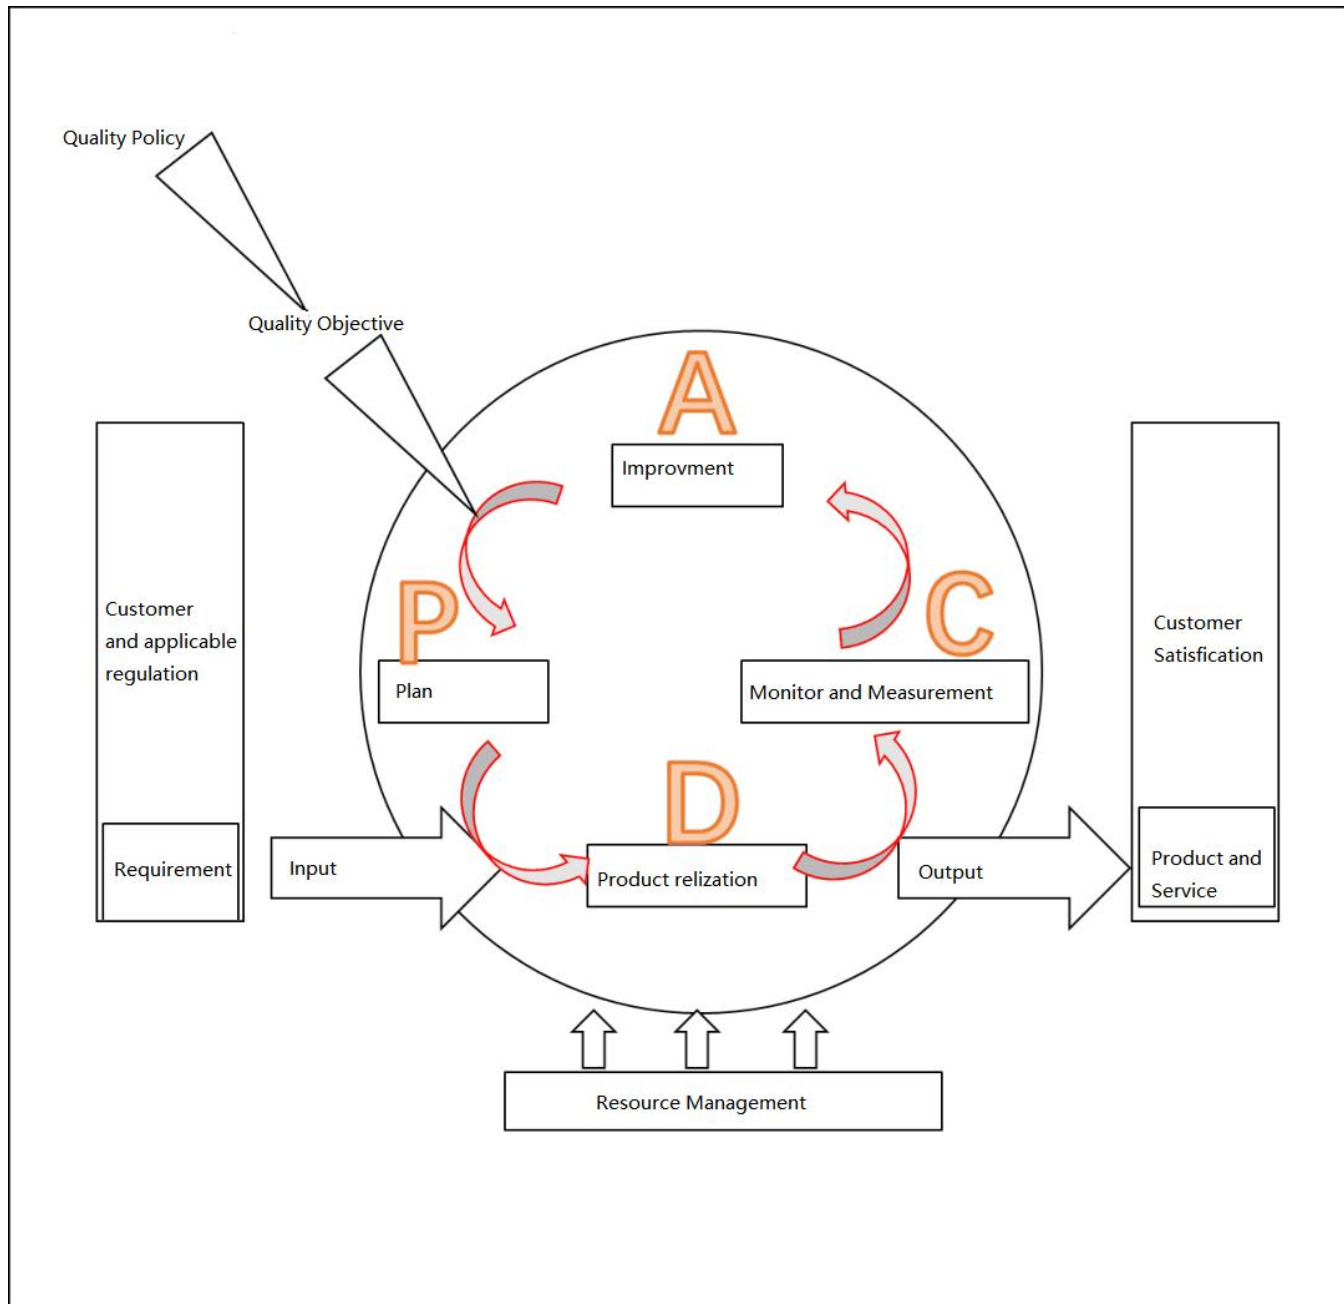 Quality Policy
Quality Objective
A
Improvment
P
C
Customer
and applicable
regulation
Customer
Satisfication
Plan
Monitor and Measurement
D
Requirement
Input
Product relization
Output
Product and
Service
Resource Management